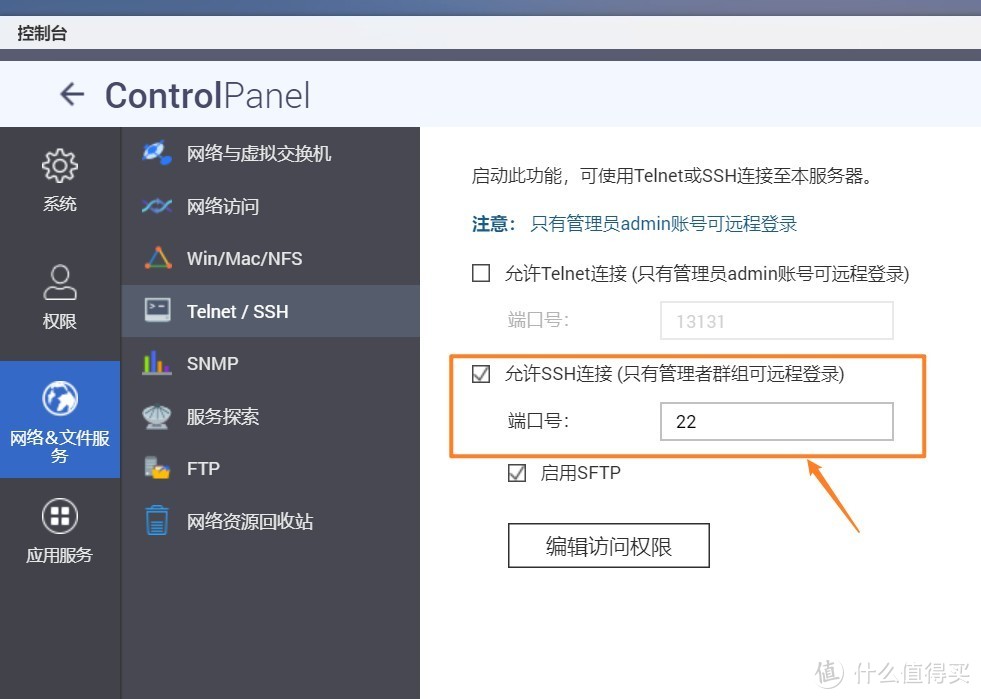 控制台
ControlPanel
系统
权限
网络&文件服
务
应用服务
网络与虚拟交换机
网络访问
Win/Mac/NFS
Telnet / SSH
SNMP
服务探索
FTP
网络资源回收站
启动此功能，可使用Telnet或SSH连接至本服务器。
注意： 只有管理员admin账号可远程登录
允许Telnet连接 (只有管理员admin账号可远程登录)
端口号: 13131
允许SSH连接 (只有管理者群组可远程登录)
端口号: 22
启用SFTP
编辑访问权限
值 什么值得买